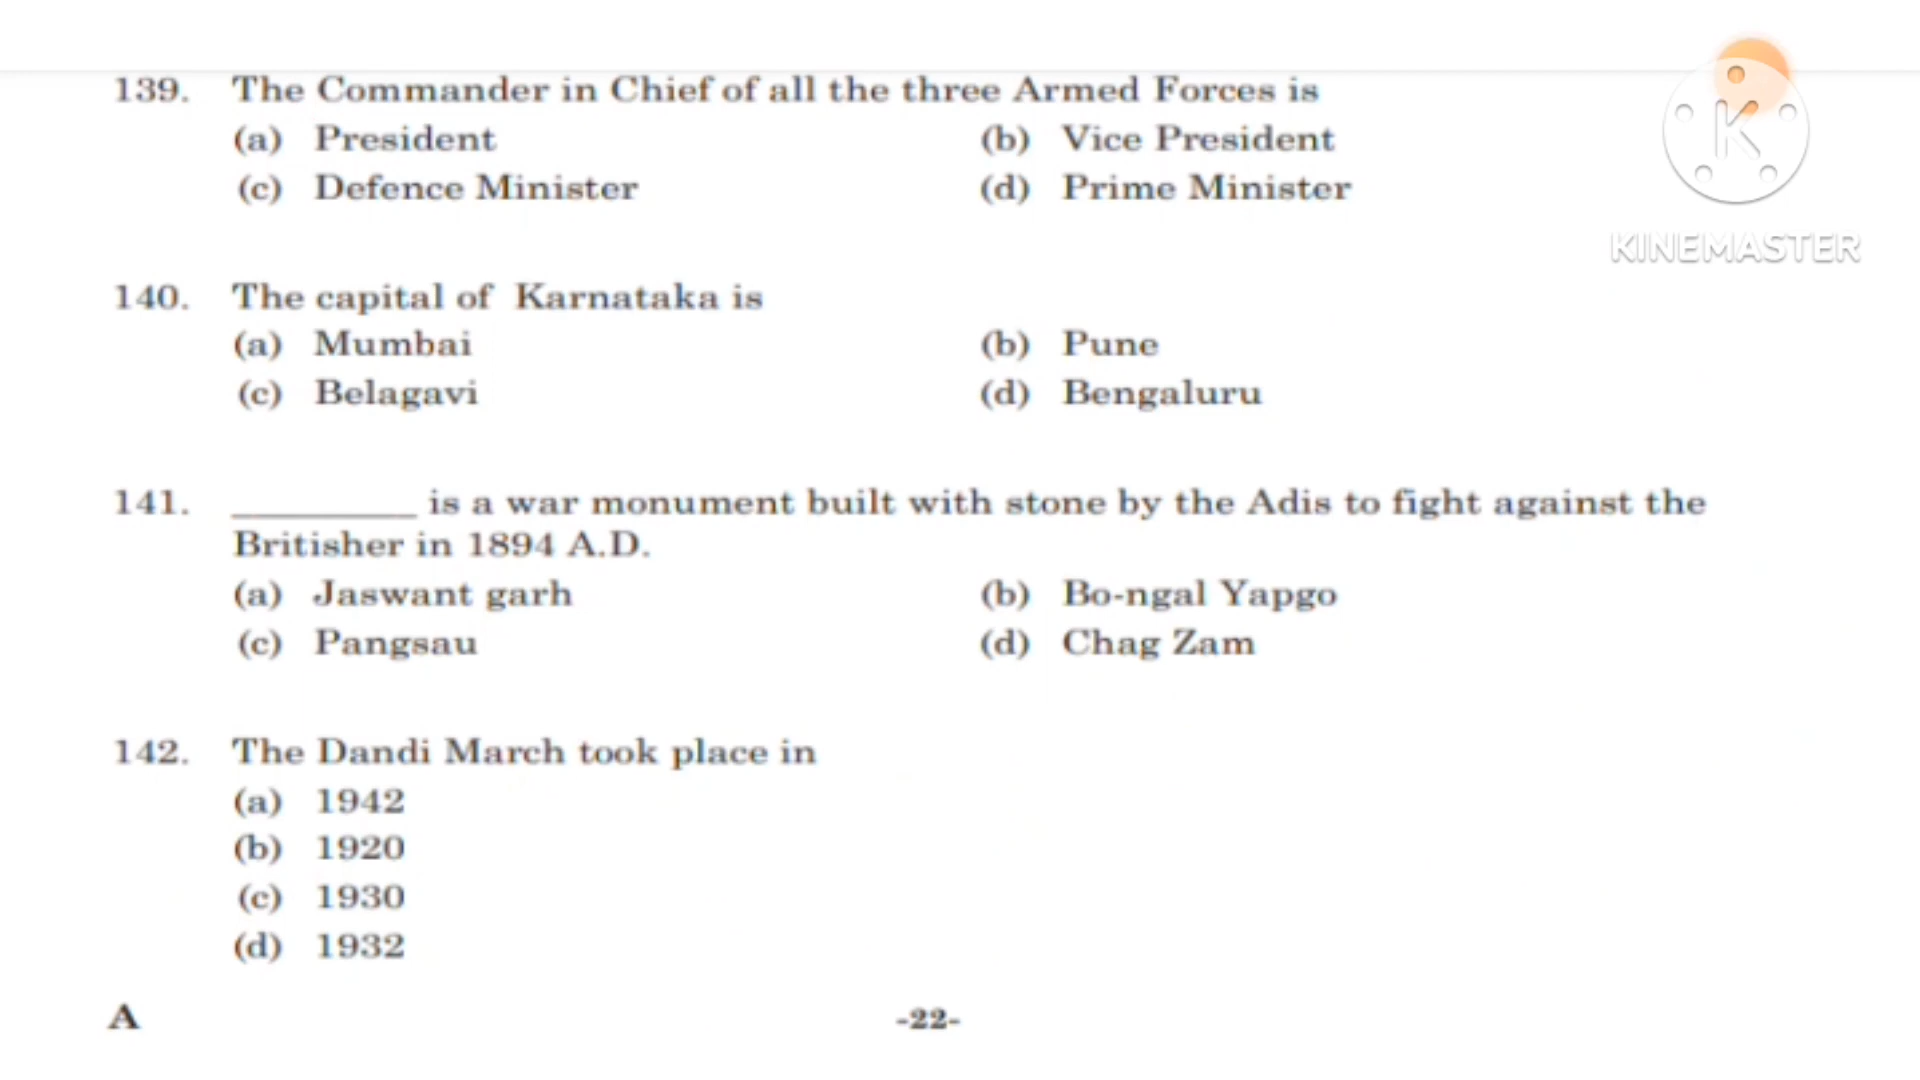 139. The Commander in Chief of all the three Armed Forces is
(a) President (b) Vice President
(c) Defence Minister (d) Prime Minister
K
KINEMASTER
140. The capital of Karnataka is
(a) Mumbai (b) Pune
(c) Belagavi (d) Bengaluru
141. __________ is a war monument built with stone by the Adis to fight against the
Britisher in 1894 A.D.
(a) Jaswant garh (b) Bo-ngal Yapgo
(c) Pangsau (d) Chag Zam
142. The Dandi March took place in
(a) 1942
(b) 1920
(c) 1930
(d) 1932
A -22-